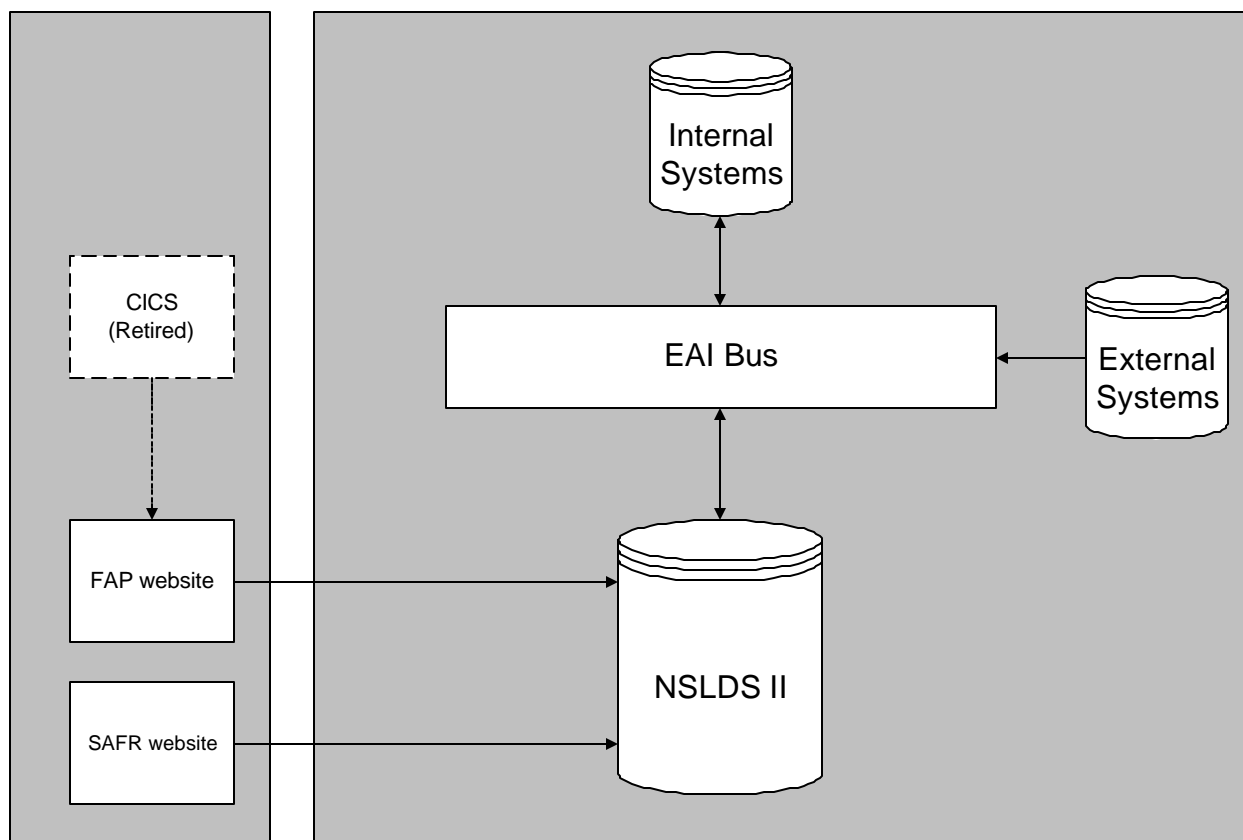 Internal
Systems
CICS
(Retired)
EAI Bus
External
Systems
FAP website
NSLDS II
SAFR website